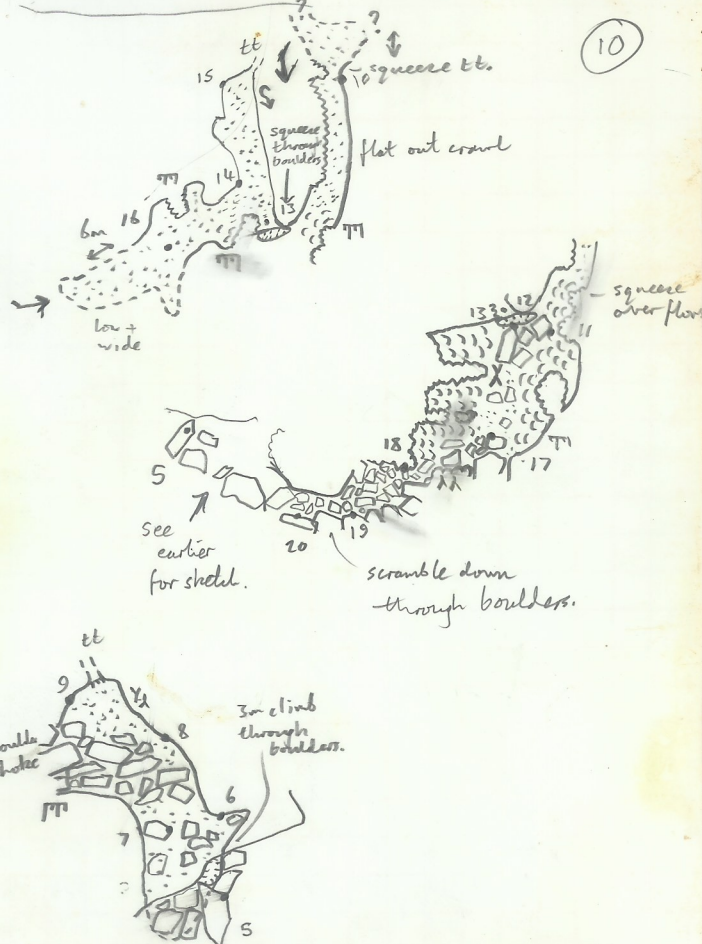 10
?
?
tt
squeeze tt.
15
squeeze
through
boulders
flat out crawl
14
13
16
6m
low +
wide
squeeze
over flow
13
12
11
18
17
5
see
earlier
for sketch.
20
19
scramble down
through boulders.
tt
9
8
3m climb
through
boulders.
6
7
?
5